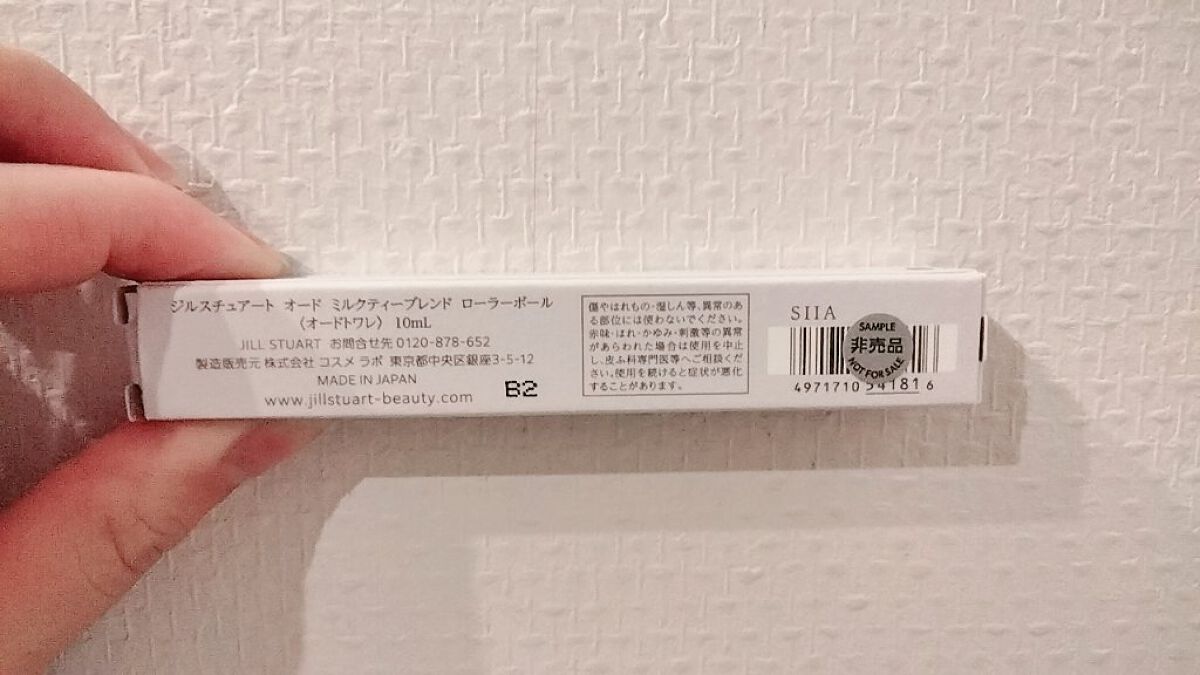 ジルスチュアート オード ミルクティーブレンド ローラーボール
〈オードトワレ〉 10mL
JILL STUART お問合せ先 0120-878-652
製造販売元 株式会社 コスメ ラボ 東京都中央区銀座3-5-12
MADE IN JAPAN
www.jillstuart-beauty.com
B2
傷やはれもの・湿しん等、異常のあ
る部位には使わないでください。
赤味・はれ・かゆみ・刺激等の異常
があらわれた場合は使用を中止
し、皮ふ科専門医等へご相談くだ
さい。使用を続けると症状が悪化
することがあります。
SIIA
SAMPLE
非売品
NOT FOR SALE
4971710 541816